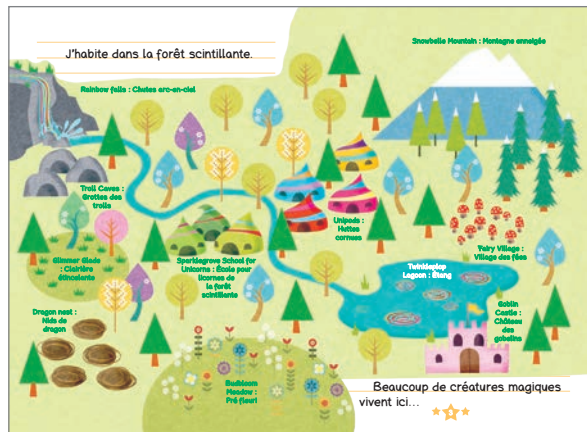 J'habite dans la forêt scintillante.
Snowbelle Mountain : Montagne enneigée
Rainbow falls : Chutes arc-en-ciel
Troll Caves :
Grottes des
trolls
Unipods :
Huttes
cornues
Fairy Village :
Village des fées
Glimmer Glade
: Clairière
étincelante
Sparklegrove School for
Unicorns : École pour
licornes de
la forêt
scintillante
Twinkleplop
Lagoon : Étang
Dragon nest :
Nids de
dragon
Goblin
Castle :
Château
des
gobelins
Budbloom
Meadow :
Pré fleuri
Beaucoup de créatures magiques
vivent ici...